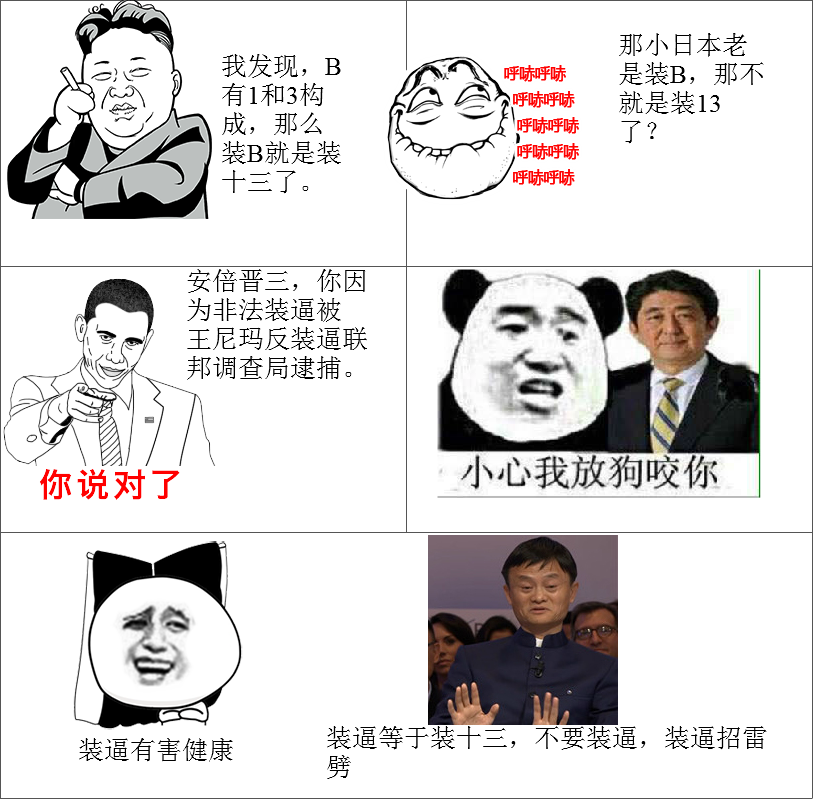 我发现，B
有1和3构
成，那么
装B就是装
十三了。
呼哧呼哧
呼哧呼哧
呼哧呼哧
呼哧呼哧
呼哧呼哧
那小日本老
是装B，那不
就是装13
了？
安倍晋三，你因
为非法装逼被
王尼玛反装逼联
邦调查局逮捕。
你说对了
小心我放狗咬你
装逼有害健康
装逼等于装十三，不要装逼，装逼招雷
劈